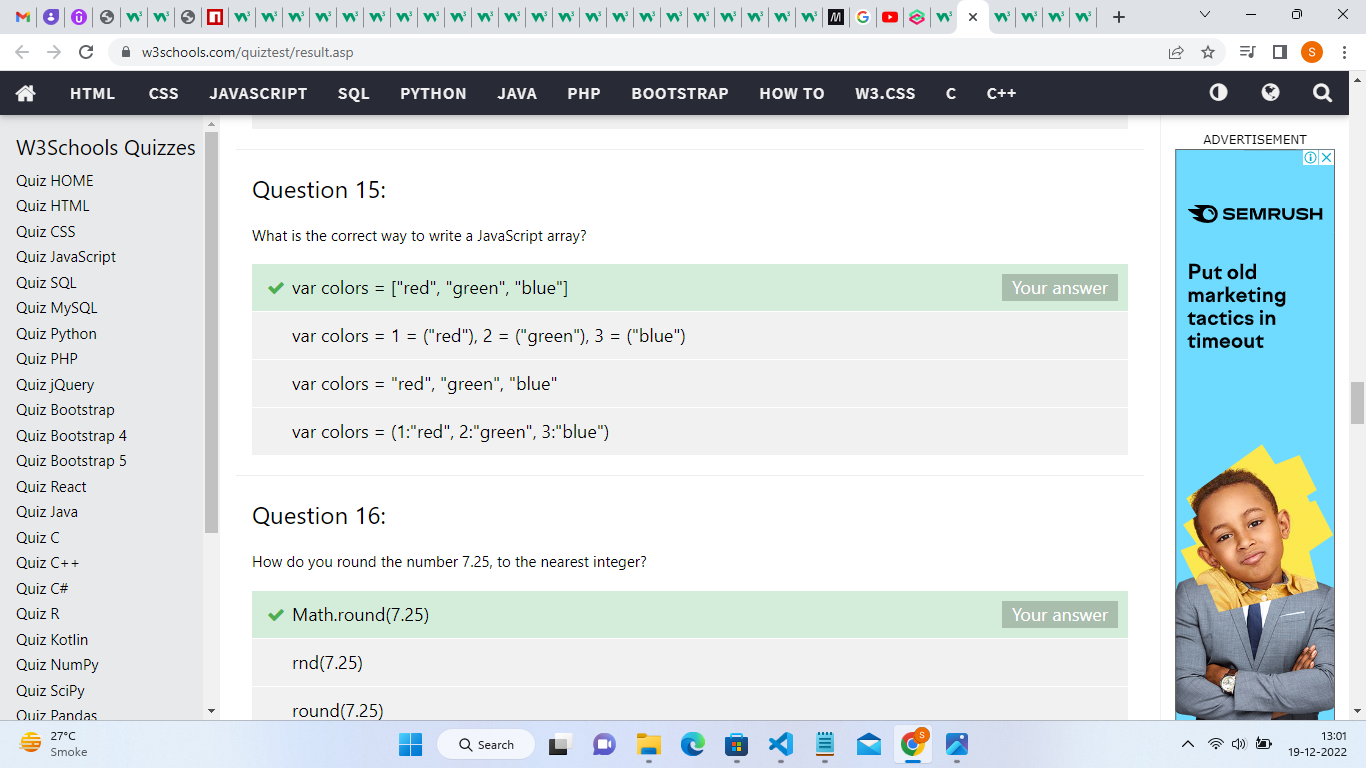 w3schools.com/quiztest/result.asp
S
HTML CSS JAVASCRIPT SQL PYTHON JAVA PHP BOOTSTRAP HOW TO W3.CSS C C++
W3Schools Quizzes
Quiz HOME
Quiz HTML
Quiz CSS
Quiz JavaScript
Quiz SQL
Quiz MySQL
Quiz Python
Quiz PHP
Quiz jQuery
Quiz Bootstrap
Quiz Bootstrap 4
Quiz Bootstrap 5
Quiz React
Quiz Java
Quiz C
Quiz C++
Quiz C#
Quiz R
Quiz Kotlin
Quiz NumPy
Quiz SciPy
Quiz Pandas
Question 15:
What is the correct way to write a JavaScript array?
var colors = ["red", "green", "blue"] Your answer
var colors = 1 = ("red"), 2 = ("green"), 3 = ("blue")
var colors = "red", "green", "blue"
var colors = (1:"red", 2:"green", 3:"blue")
Question 16:
How do you round the number 7.25, to the nearest integer?
Math.round(7.25) Your answer
rnd(7.25)
round(7.25)
ADVERTISEMENT
SEMRUSH
Put old
marketing
tactics in
timeout
27°C
Smoke
Search
S
13:01
19-12-2022